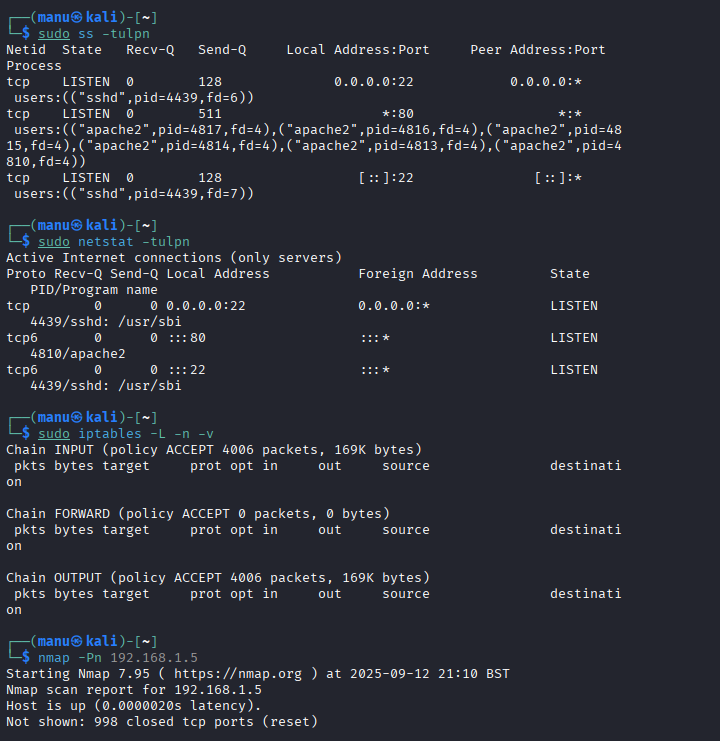 ┌──(manu㉿kali)-[~]
└─$ sudo ss -tulpn
Netid  State   Recv-Q   Send-Q     Local Address:Port     Peer Address:Port
Process
tcp    LISTEN  0        128              0.0.0.0:22            0.0.0.0:*
 users:(("sshd",pid=4439,fd=6))
tcp    LISTEN  0        511                    *:80                  *:*
 users:(("apache2",pid=4817,fd=4),("apache2",pid=4816,fd=4),("apache2",pid=48
15,fd=4),("apache2",pid=4814,fd=4),("apache2",pid=4813,fd=4),("apache2",pid=4
810,fd=4))
tcp    LISTEN  0        128                 [::]:22               [::]:*
 users:(("sshd",pid=4439,fd=7))

┌──(manu㉿kali)-[~]
└─$ sudo netstat -tulpn
Active Internet connections (only servers)
Proto Recv-Q Send-Q Local Address           Foreign Address         State
   PID/Program name
tcp        0      0 0.0.0.0:22              0.0.0.0:*               LISTEN
   4439/sshd: /usr/sbi
tcp6       0      0 :::80                   :::*                    LISTEN
   4810/apache2
tcp6       0      0 :::22                   :::*                    LISTEN
   4439/sshd: /usr/sbi

┌──(manu㉿kali)-[~]
└─$ sudo iptables -L -n -v
Chain INPUT (policy ACCEPT 4006 packets, 169K bytes)
 pkts bytes target     prot opt in     out     source               destinati
on

Chain FORWARD (policy ACCEPT 0 packets, 0 bytes)
 pkts bytes target     prot opt in     out     source               destinati
on

Chain OUTPUT (policy ACCEPT 4006 packets, 169K bytes)
 pkts bytes target     prot opt in     out     source               destinati
on

┌──(manu㉿kali)-[~]
└─$ nmap -Pn 192.168.1.5
Starting Nmap 7.95 ( https://nmap.org ) at 2025-09-12 21:10 BST
Nmap scan report for 192.168.1.5
Host is up (0.0000020s latency).
Not shown: 998 closed tcp ports (reset)